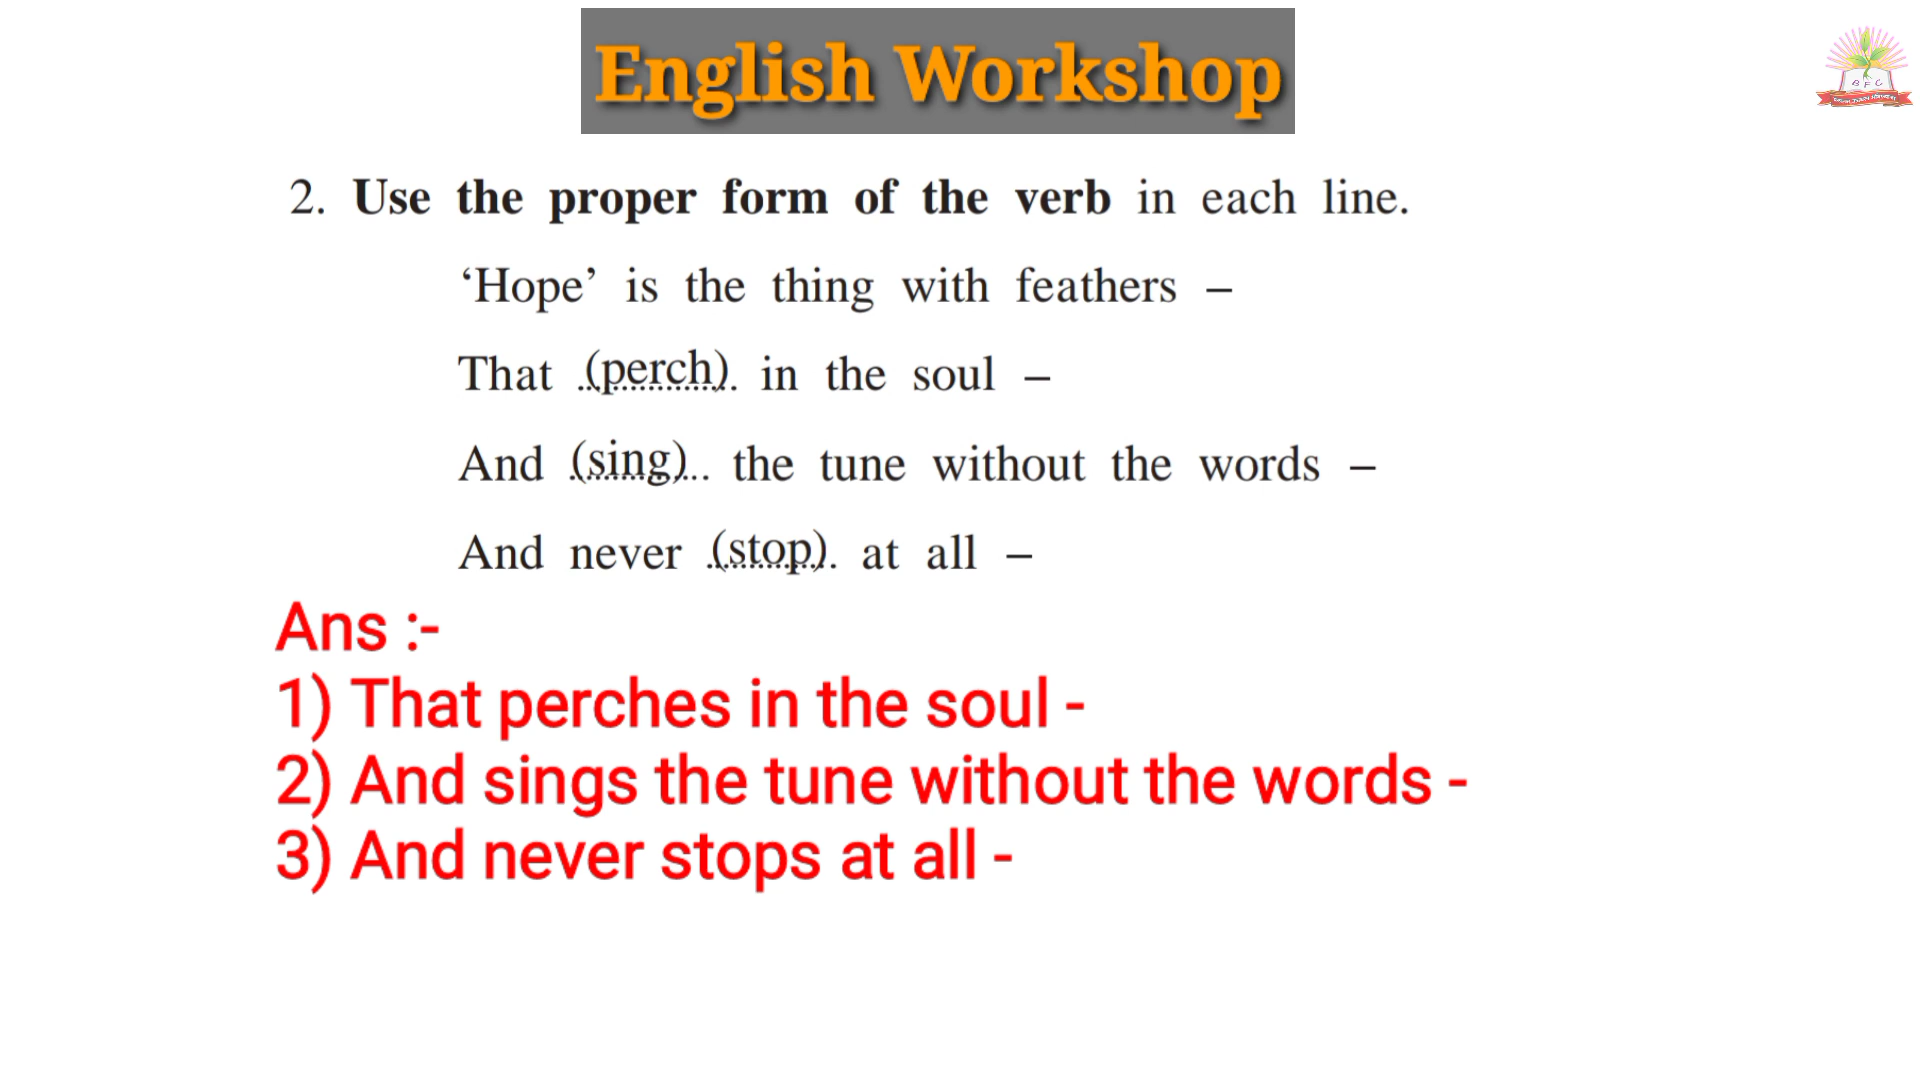 English Workshop
B F C
2. Use the proper form of the verb in each line.
‘Hope’ is the thing with feathers –
That ..(perch).. in the soul –
And .(sing)... the tune without the words –
And never .(stop). at all –
Ans :-
1) That perches in the soul -
2) And sings the tune without the words -
3) And never stops at all -